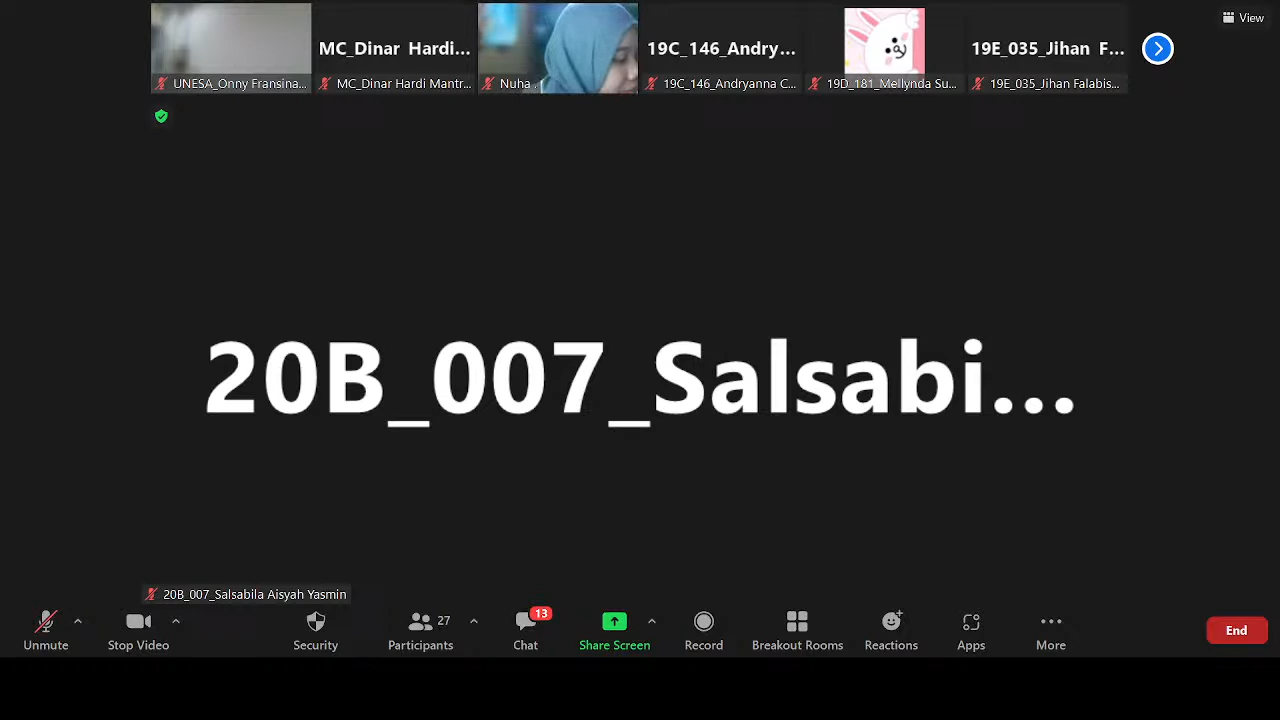 View
MC_Dinar Hardi...
19C_146_Andry...
19E_035_Jihan F...
UNESA_Onny Fransina...
MC_Dinar Hardi Mantr...
Nuha .
19C_146_Andryanna C...
19D_181_Mellynda Su...
19E_035_Jihan Falabis...
20B_007_Salsabi...
20B_007_Salsabila Aisyah Yasmin
27
13
Unmute
Stop Video
Security
Participants
Chat
Share Screen
Record
Breakout Rooms
Reactions
Apps
More
End